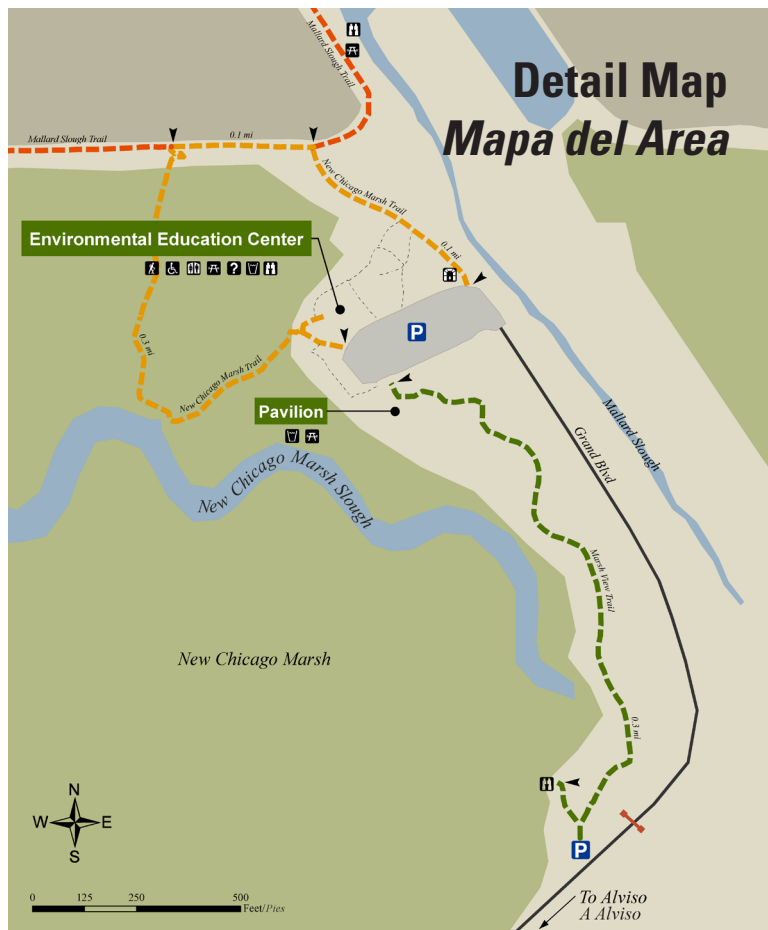 Detail Map
Mapa del Area
Mallard Slough Trail
Mallard Slough Trail
0.1 mi
New Chicago Marsh Trail
0.1 mi
Environmental Education Center
?
P
0.3 mi
New Chicago Marsh Trail
Pavilion
Mallard Slough
Grand Blvd
New Chicago Marsh Slough
Marsh View Trail
New Chicago Marsh
0.3 mi
N
W
E
S
P
0
125
250
500
Feet/Pies
To Alviso
A Alviso